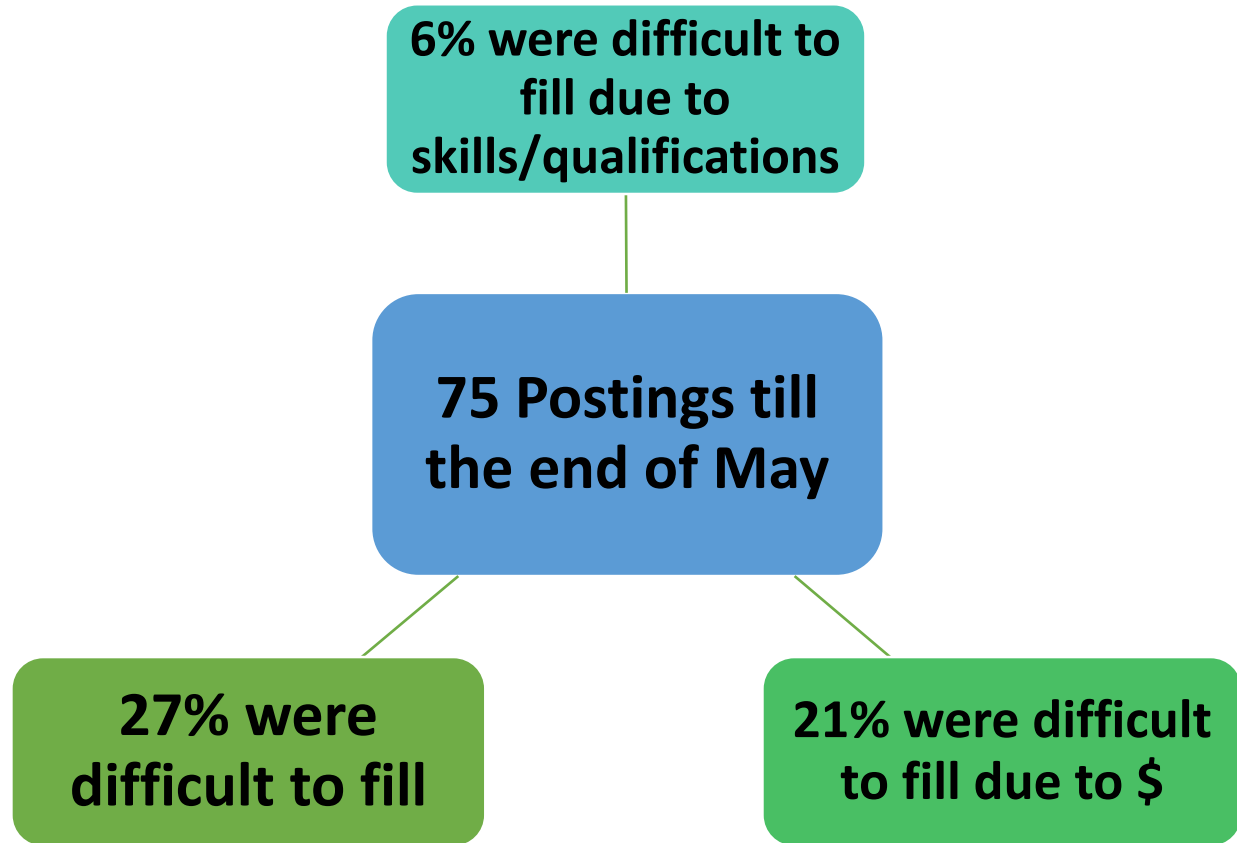 6% were difficult to
fill due to
skills/qualifications
75 Postings till
the end of May
27% were
difficult to fill
21% were difficult
to fill due to $